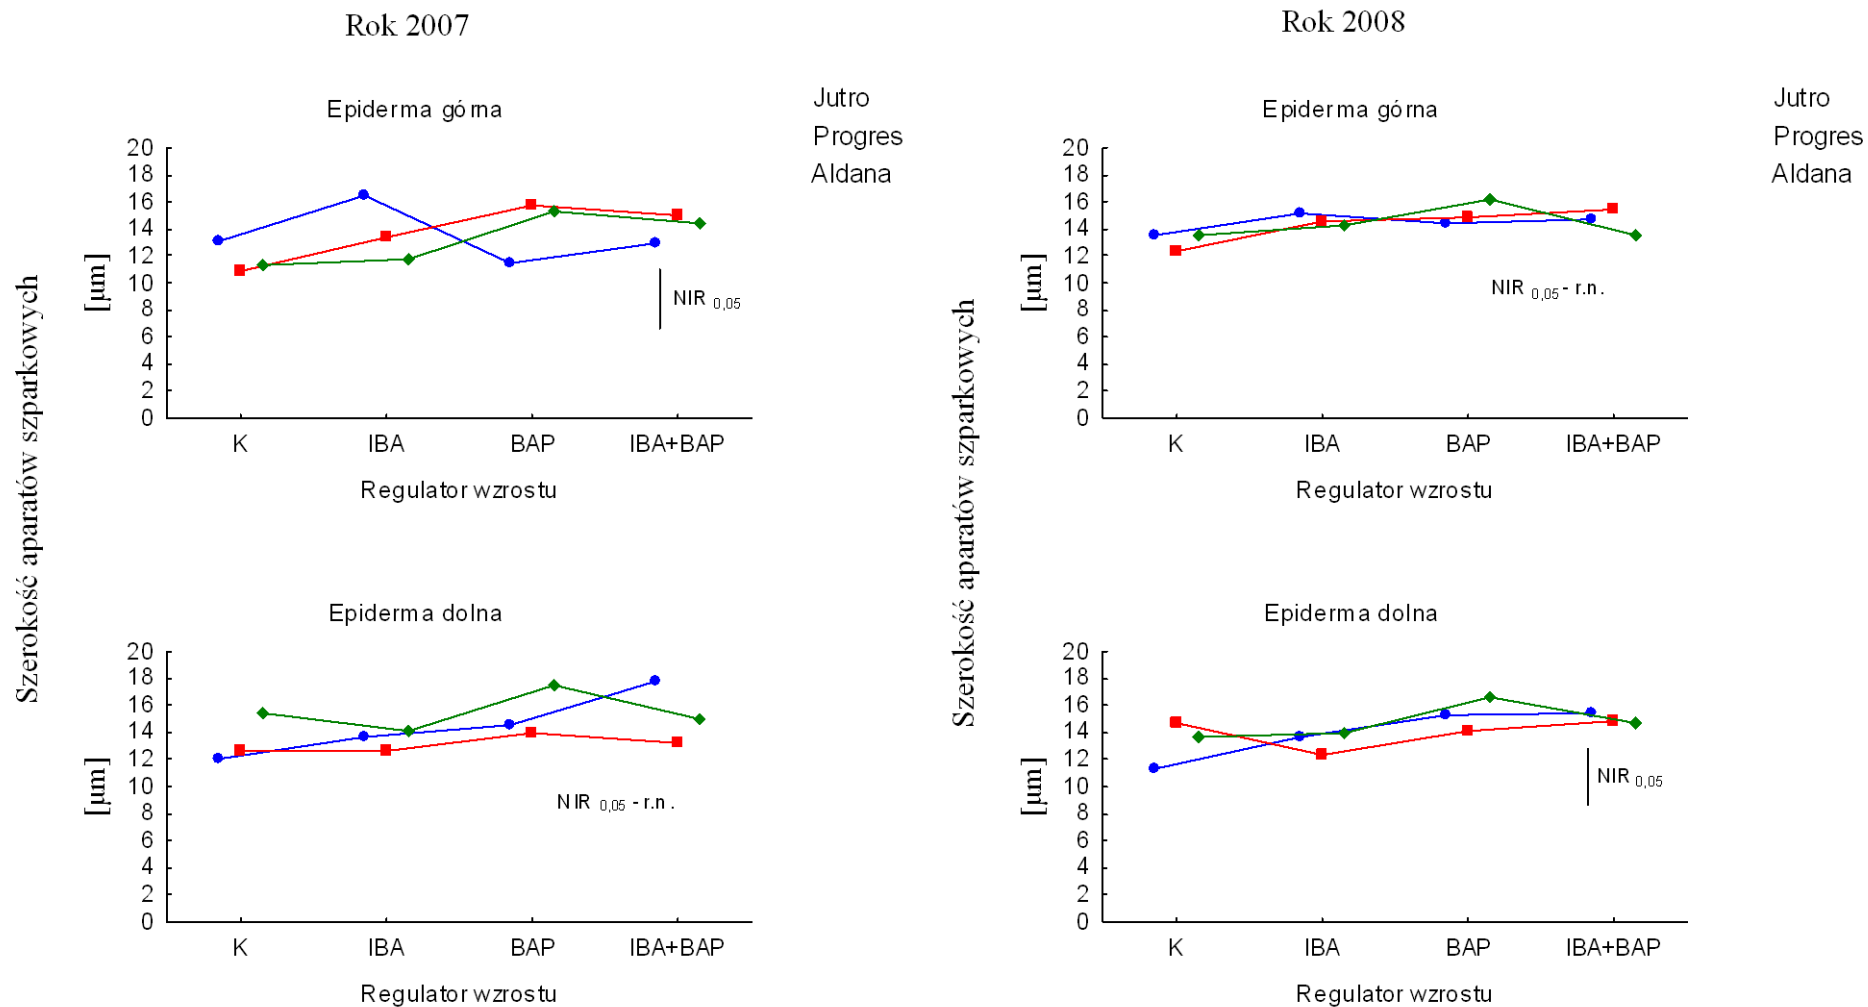 Rok 2007
Rok 2008
Szerokość aparatów szparkowych
Epiderma górna
Jutro
Progres
Aldana
[µm]
20
18
16
14
12
10
8
6
4
2
0
NIR 0,05
K IBA BAP IBA+BAP
Regulator wzrostu
Epiderma dolna
[µm]
20
18
16
14
12
10
8
6
4
2
0
NIR 0,05 - r.n.
K IBA BAP IBA+BAP
Regulator wzrostu
Szerokość aparatów szparkowych
Epiderma górna
Jutro
Progres
Aldana
[µm]
20
18
16
14
12
10
8
6
4
2
0
NIR 0,05 - r.n.
K IBA BAP IBA+BAP
Regulator wzrostu
Epiderma dolna
[µm]
20
18
16
14
12
10
8
6
4
2
0
NIR 0,05
K IBA BAP IBA+BAP
Regulator wzrostu